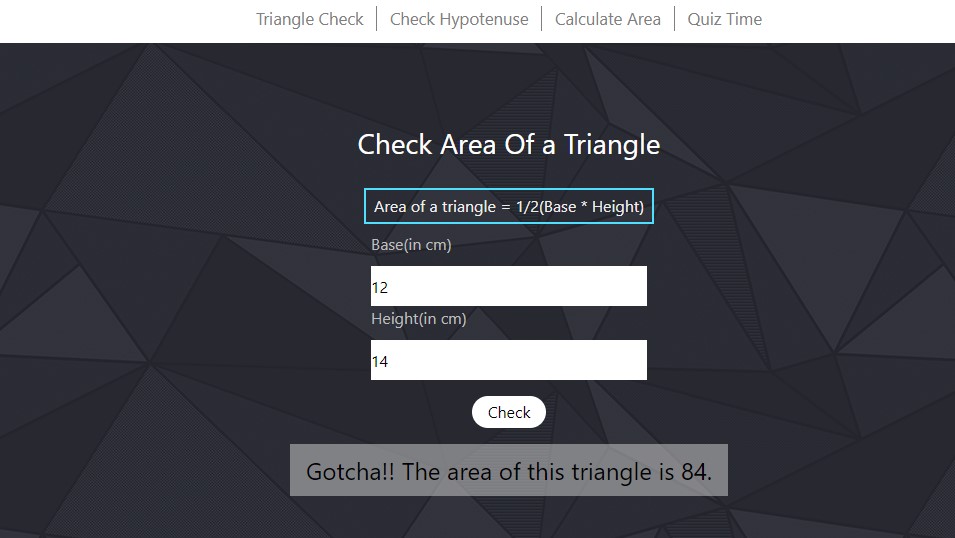 Triangle Check Check Hypotenuse Calculate Area Quiz Time
Check Area Of a Triangle
Area of a triangle = 1/2(Base * Height)
Base(in cm)
12
Height(in cm)
14
Check
Gotcha!! The area of this triangle is 84.